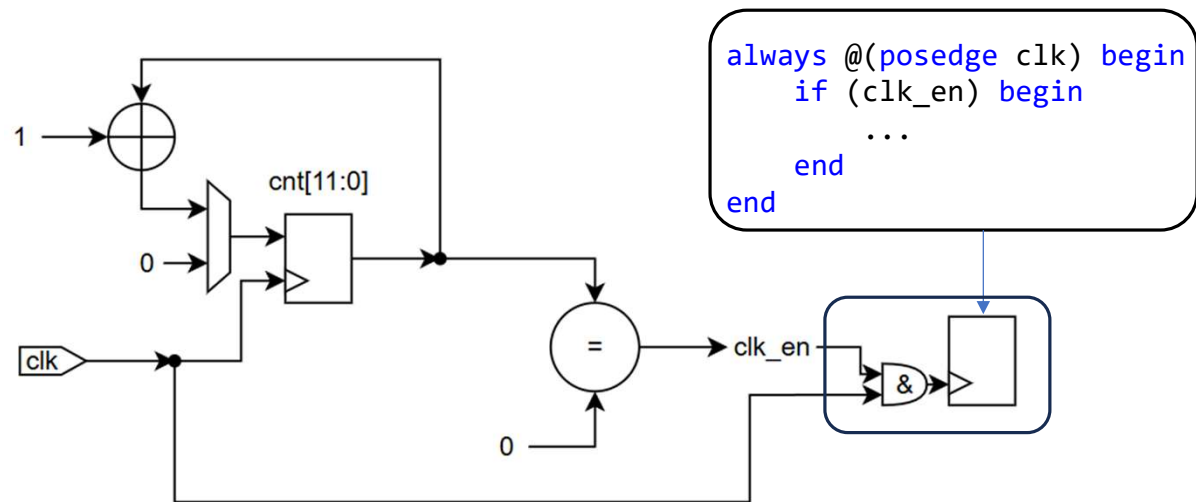 always @(posedge clk) begin
if (clk_en) begin
...
end
end
1
cnt[11:0]
0
clk
=
clk_en
&
0